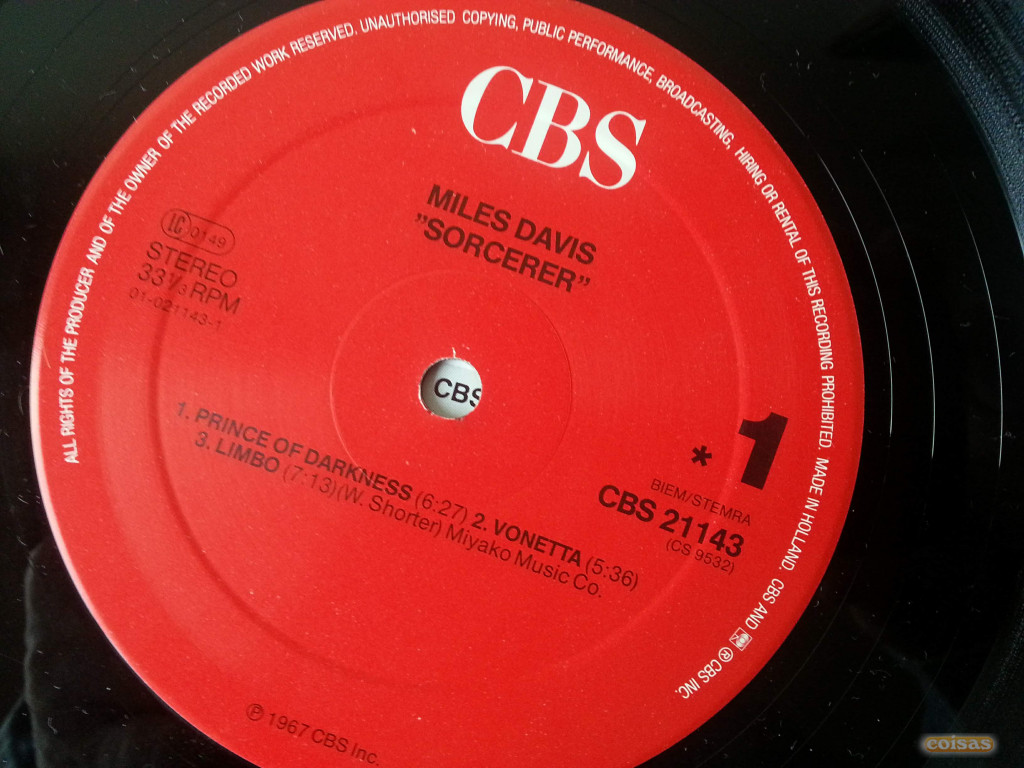 ALL RIGHTS OF THE PRODUCER AND OF THE OWNER OF THE RECORDED WORK RESERVED. UNAUTHORISED COPYING, PUBLIC PERFORMANCE, BROADCASTING, HIRING OR RENTAL OF THIS RECORDING PROHIBITED. MADE IN HOLLAND. CBS AND ® CBS INC.
CBS
MILES DAVIS
”SORCERER”
LC 0149
STEREO
33⅓ RPM
01-021143-1
CBS
* 1
BIEM/STEMRA
CBS 21143
(CS 9532)
1. PRINCE OF DARKNESS (6:27) 2. VONETTA (5:36)
3. LIMBO (7:13)(W. Shorter) Miyako Music Co.
℗ 1967 CBS Inc.
coisas